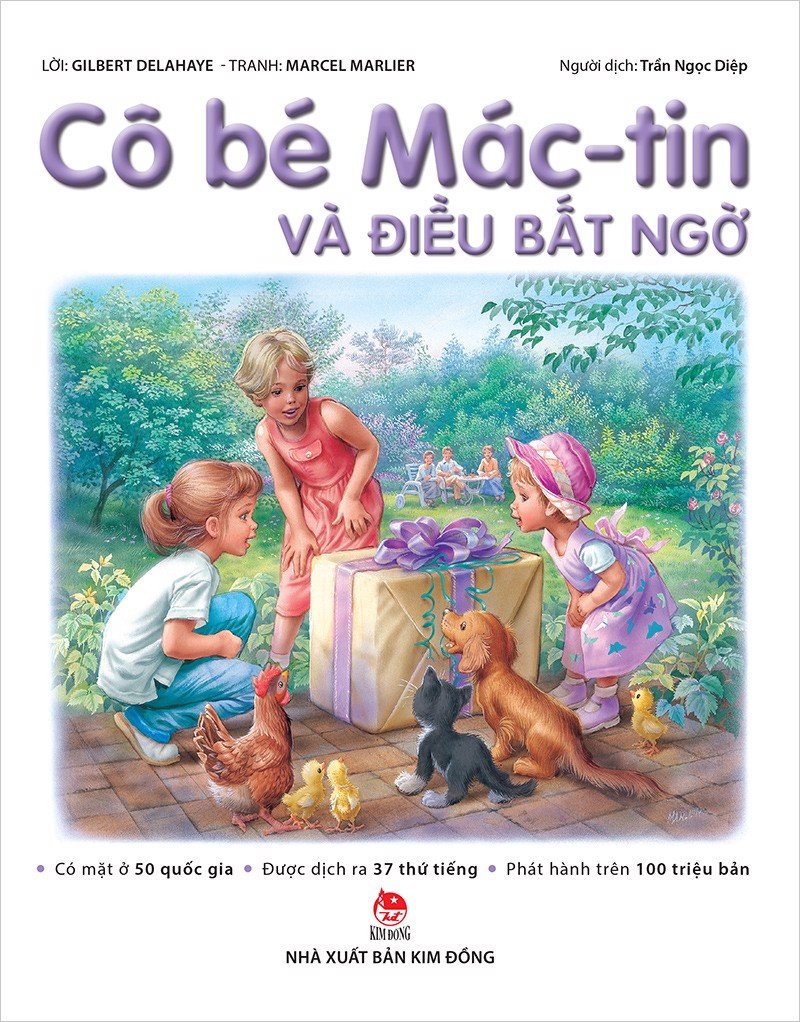 LỜI: GILBERT DELAHAYE - TRANH: MARCEL MARLIER
Người dịch: Trần Ngọc Diệp
Cô bé Mác-tin
VÀ ĐIỀU BẤT NGỜ
• Có mặt ở 50 quốc gia • Được dịch ra 37 thứ tiếng • Phát hành trên 100 triệu bản
KIM ĐỒNG
NHÀ XUẤT BẢN KIM ĐỒNG